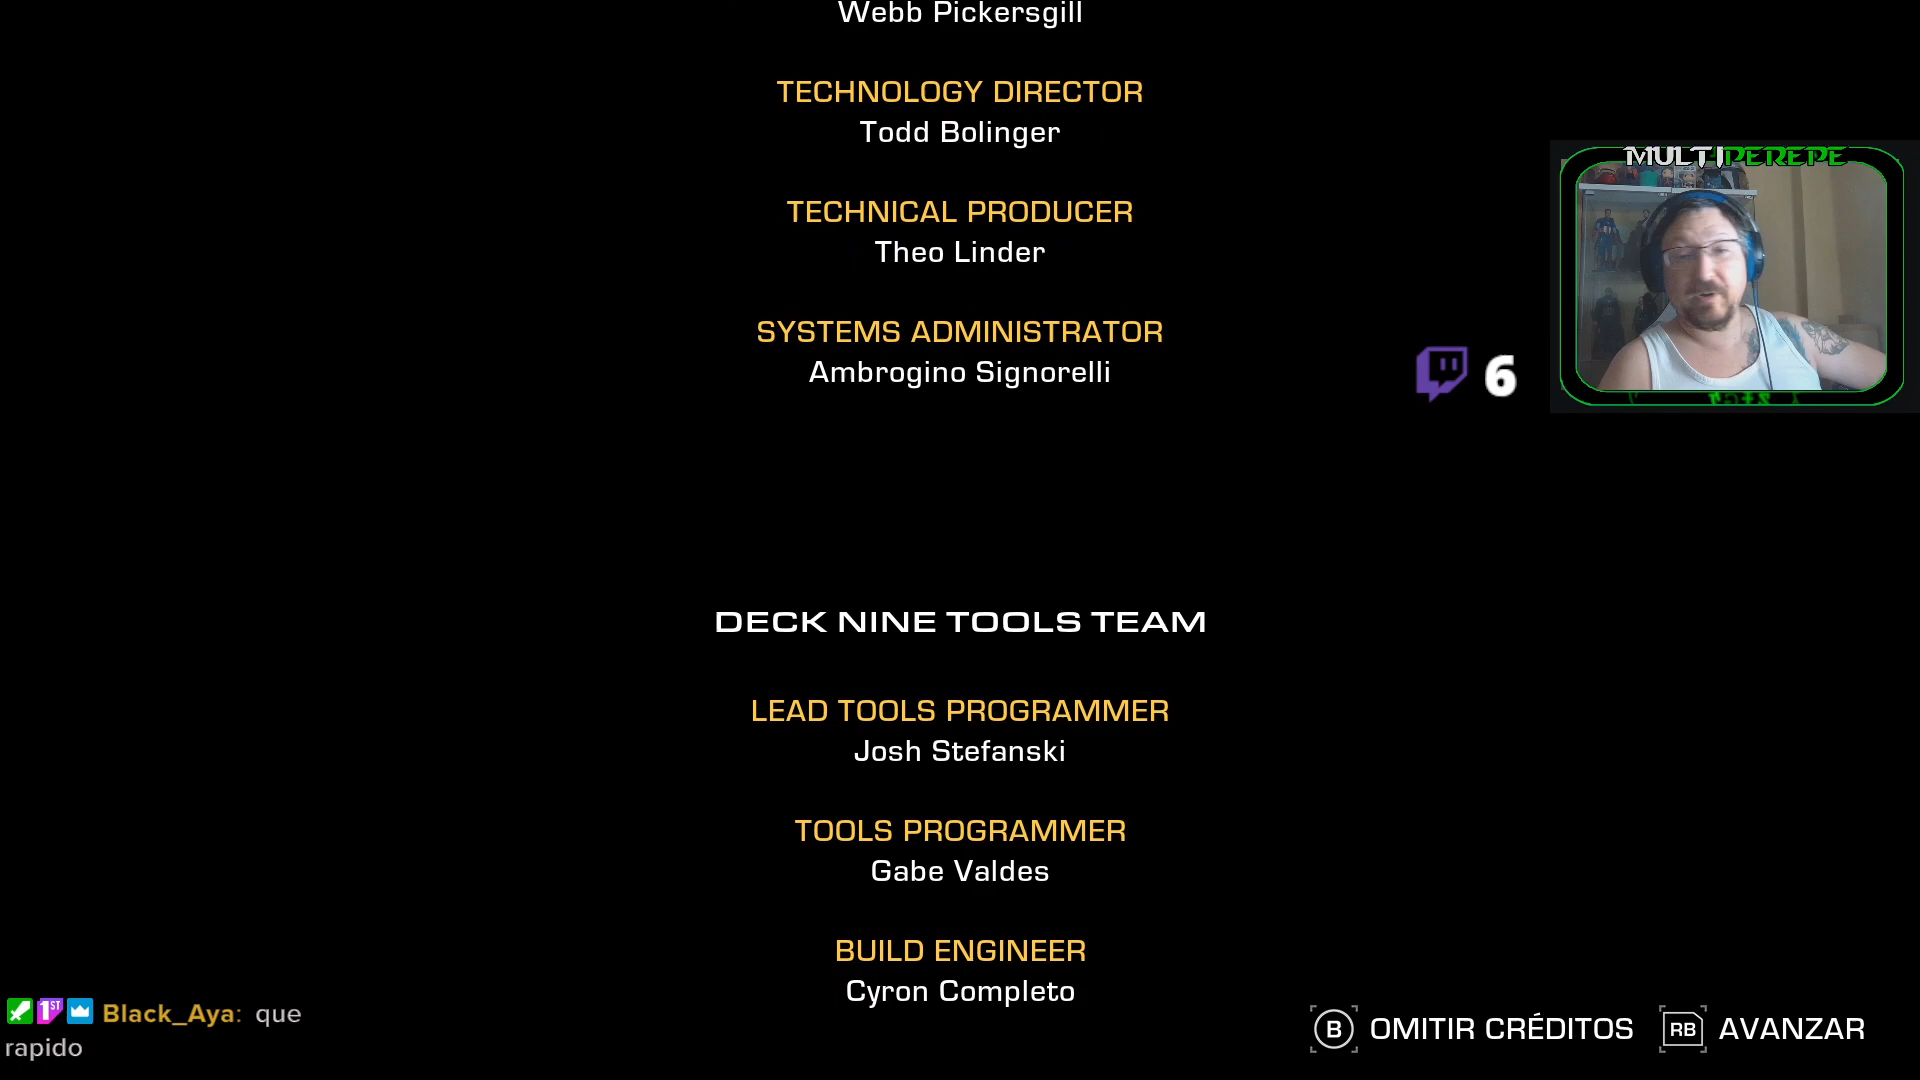 Webb Pickersgill
TECHNOLOGY DIRECTOR
Todd Bolinger
TECHNICAL PRODUCER
Theo Linder
SYSTEMS ADMINISTRATOR
Ambrogino Signorelli
MULTIPEREPE
6
DECK NINE TOOLS TEAM
LEAD TOOLS PROGRAMMER
Josh Stefanski
TOOLS PROGRAMMER
Gabe Valdes
BUILD ENGINEER
Cyron Completo
1ST Black_Aya: que
rapido
B OMITIR CRÉDITOS RB AVANZAR